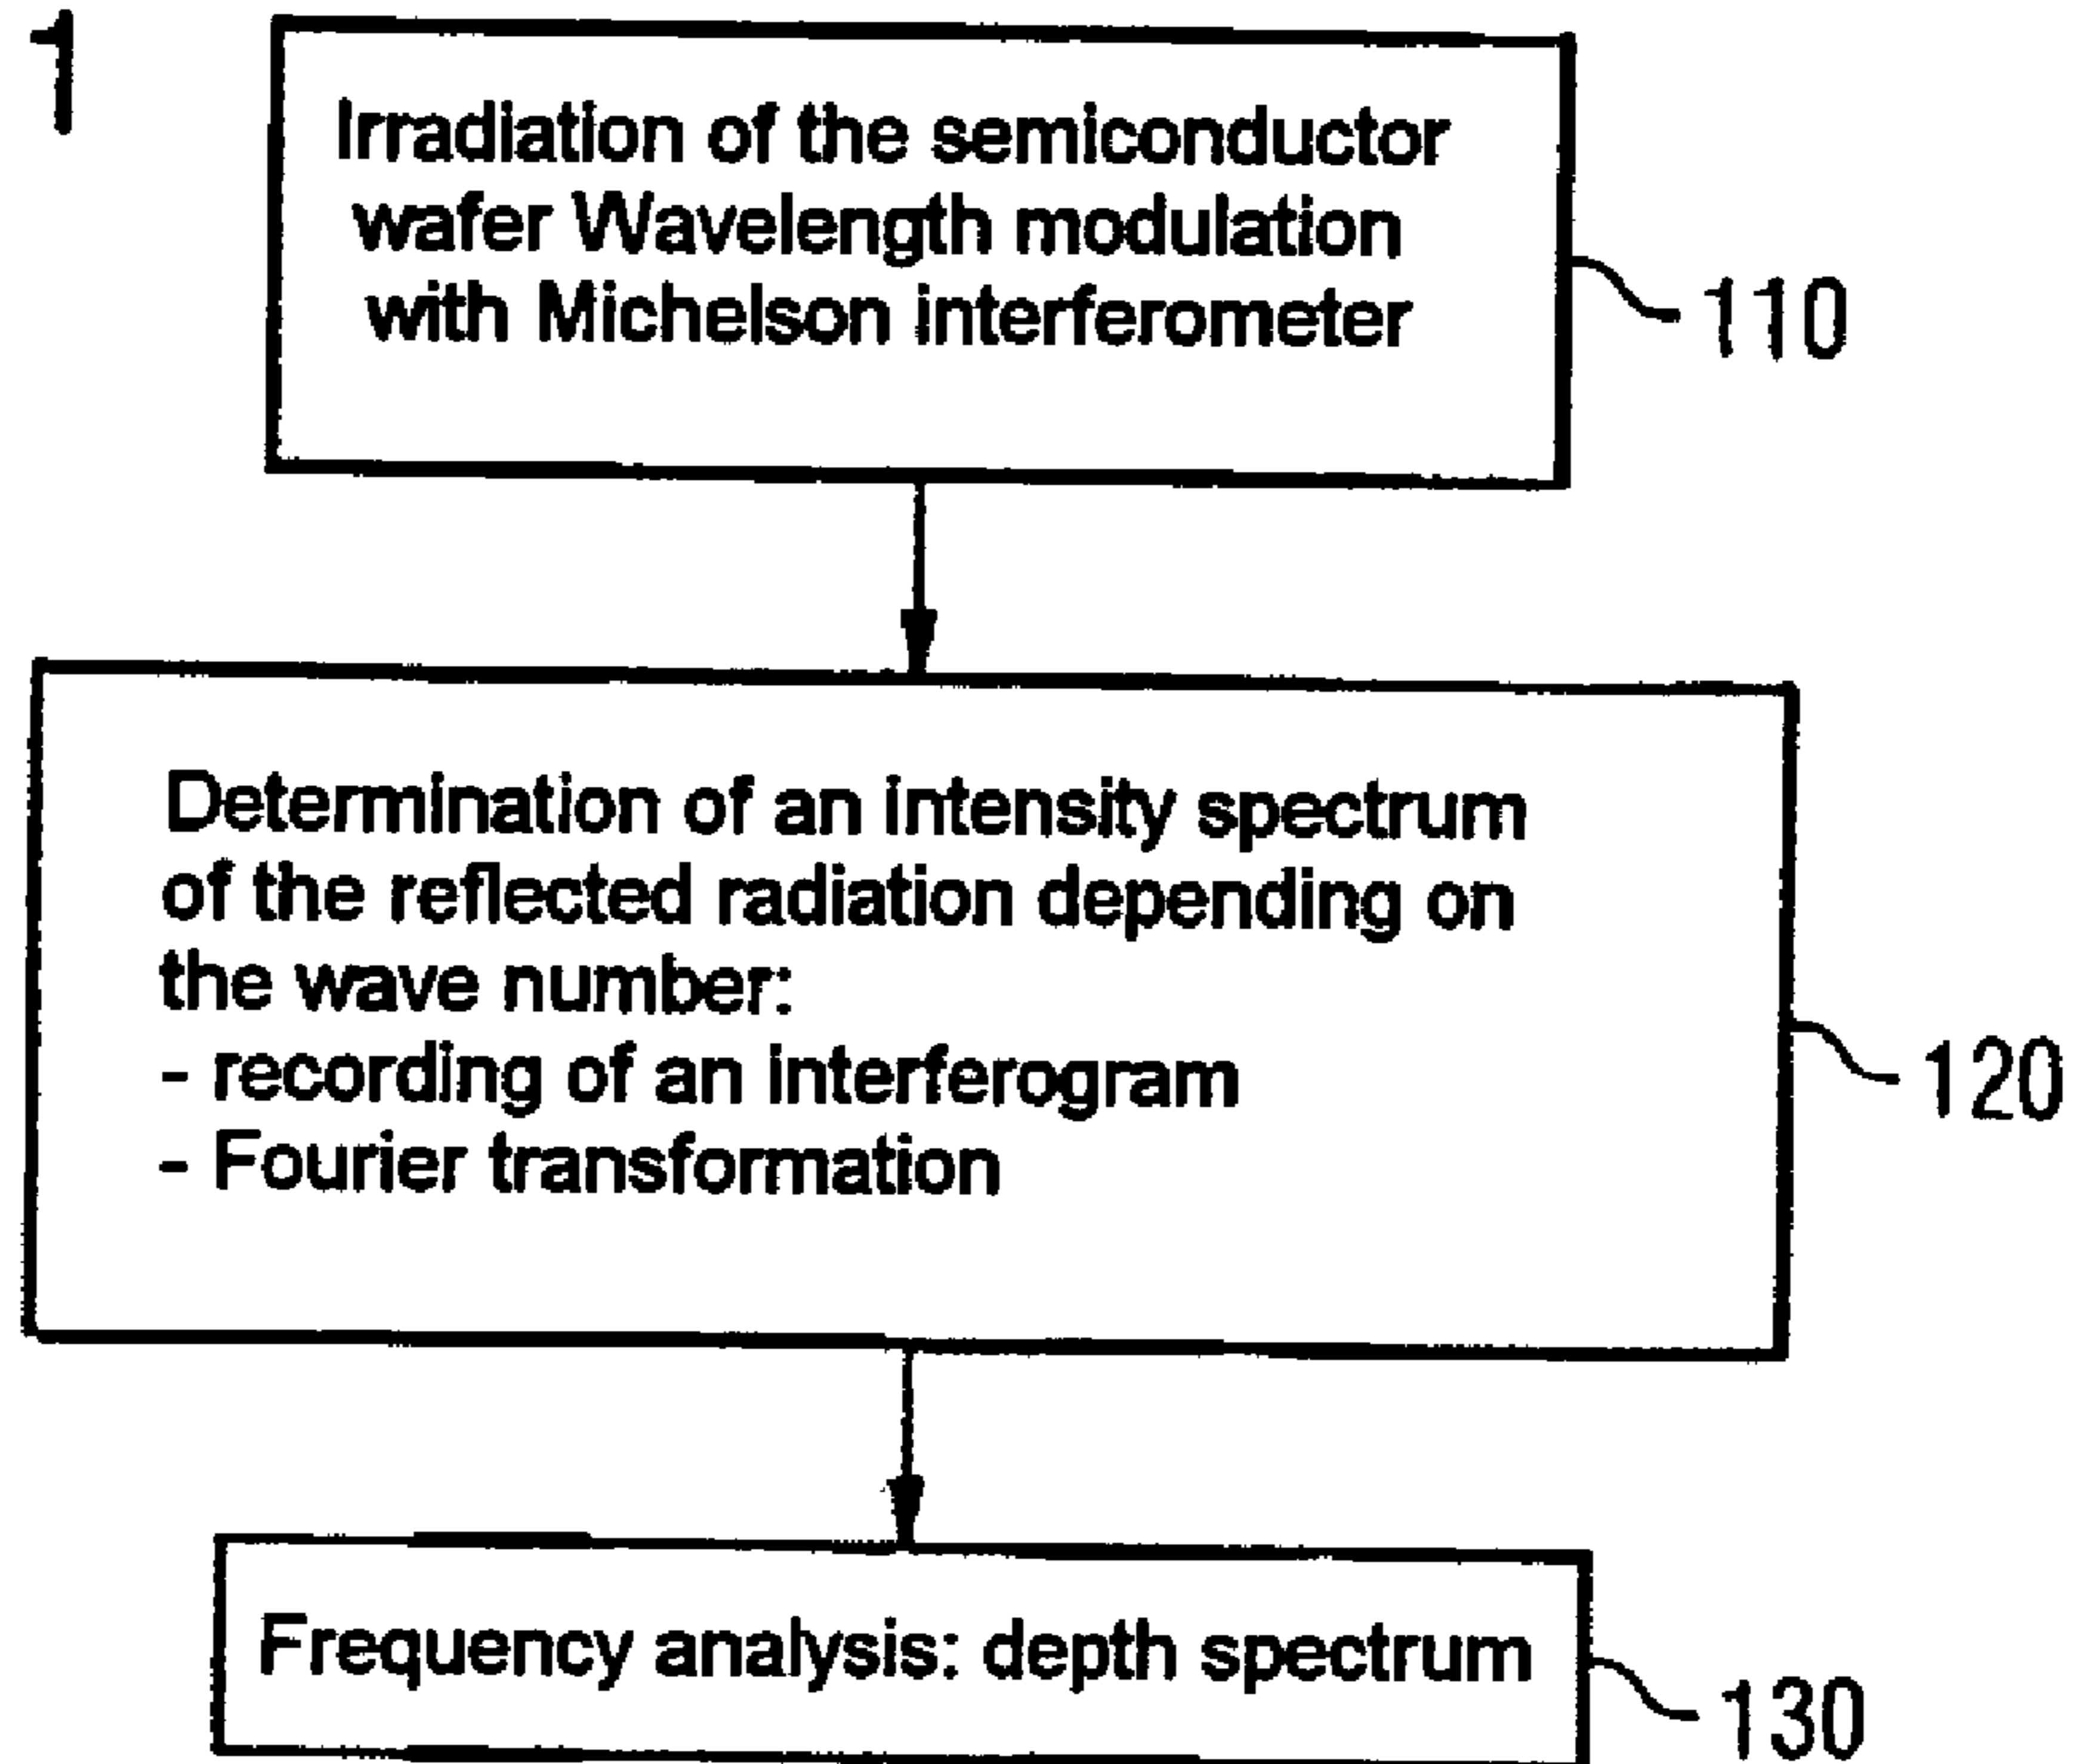 1
Irradiation of the semiconductor
wafer Wavelength modulation
with Michelson interferometer
110
Determination of an intensity spectrum
of the reflected radiation depending on
the wave number:
- recording of an interferogram
- Fourier transformation
120
Frequency analysis: depth spectrum
130